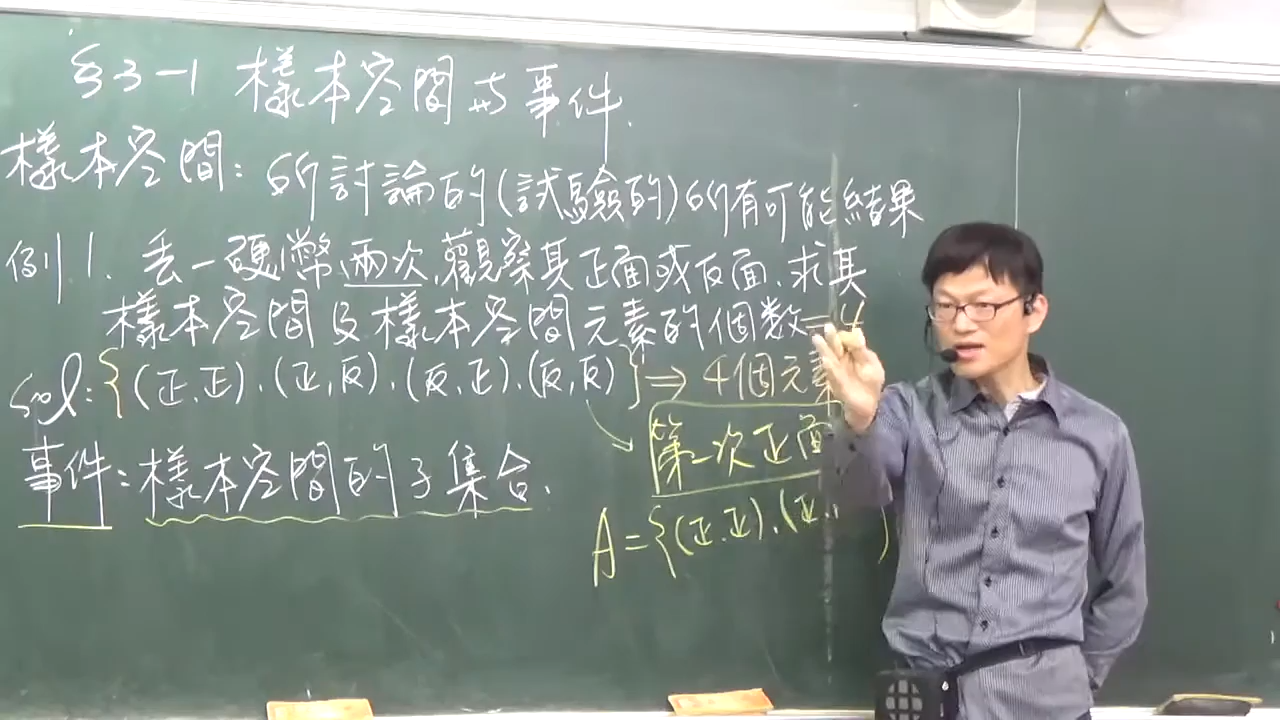 §3-1 樣本空間与事件.
樣本空間：所討論的(試驗的)所有可能結果
例1. 丟一硬幣兩次,觀察其正面或反面.求其
樣本空間及樣本空間元素的個數=4
sol:{(正.正).(正,反).(反.正).(反,反)}⇒4個元素
第一次正面
事件:樣本空間的子集合.
A={(正.正).(正.